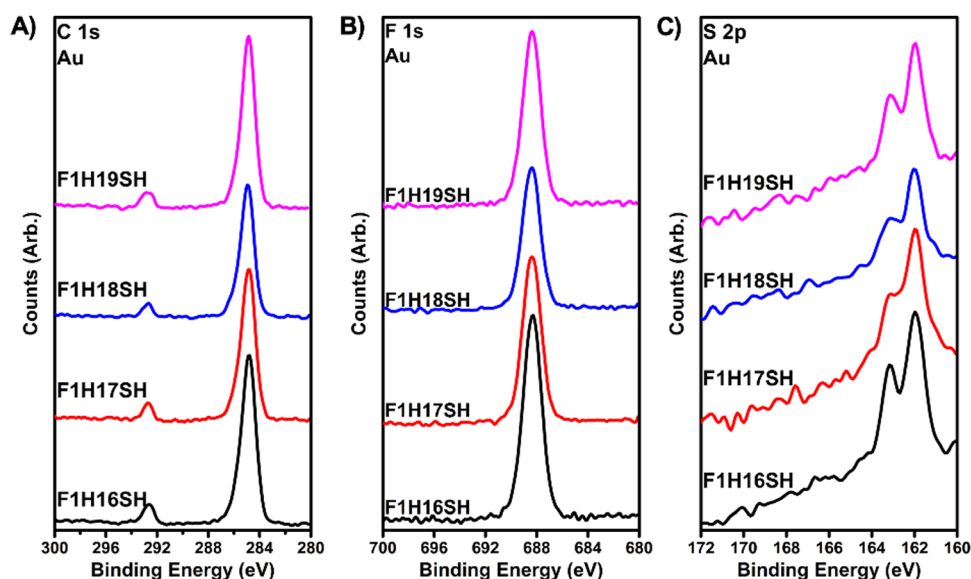 A)
C 1s
Au
F1H19SH
F1H18SH
F1H17SH
F1H16SH
Counts (Arb.)
300 296 292 288 284 280
Binding Energy (eV)
B)
F 1s
Au
F1H19SH
F1H18SH
F1H17SH
F1H16SH
Counts (Arb.)
700 696 692 688 684 680
Binding Energy (eV)
C)
S 2p
Au
F1H19SH
F1H18SH
F1H17SH
F1H16SH
Counts (Arb.)
172 170 168 166 164 162 160
Binding Energy (eV)